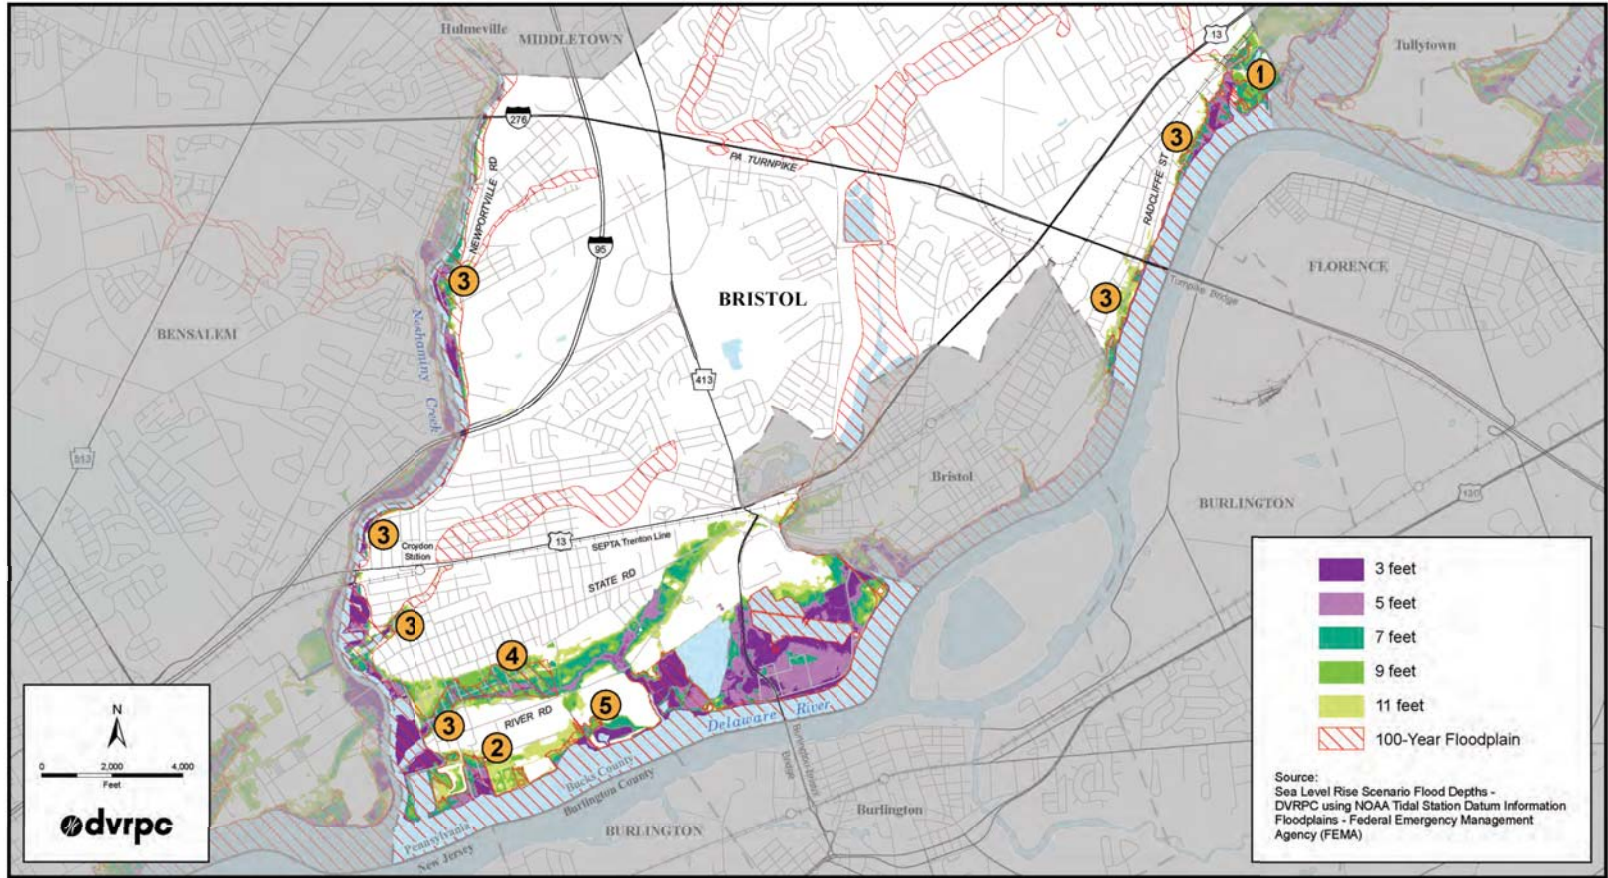 Hulmeville
MIDDLETOWN
13
Tullytown
1
276
3
PA TURNPIKE
RADCLIFFE ST
NEWPORTVILLE RD
95
FLORENCE
3
BRISTOL
3
Turnpike Bridge
BENSALEM
Neshaminy Creek
413
513
Bristol
130
BURLINGTON
3
Croydon
Station
13
SEPTA Trenton Line
STATE RD
3
4
5
RIVER RD
3
2
Delaware River
Burlington-Bristol
Bridge
Bucks County
Burlington County
Burlington
BURLINGTON
Pennsylvania
New Jersey
N
0 2,000 4,000
Feet
dvrpc
3 feet
5 feet
7 feet
9 feet
11 feet
100-Year Floodplain
Source:
Sea Level Rise Scenario Flood Depths -
DVRPC using NOAA Tidal Station Datum Information
Floodplains - Federal Emergency Management
Agency (FEMA)